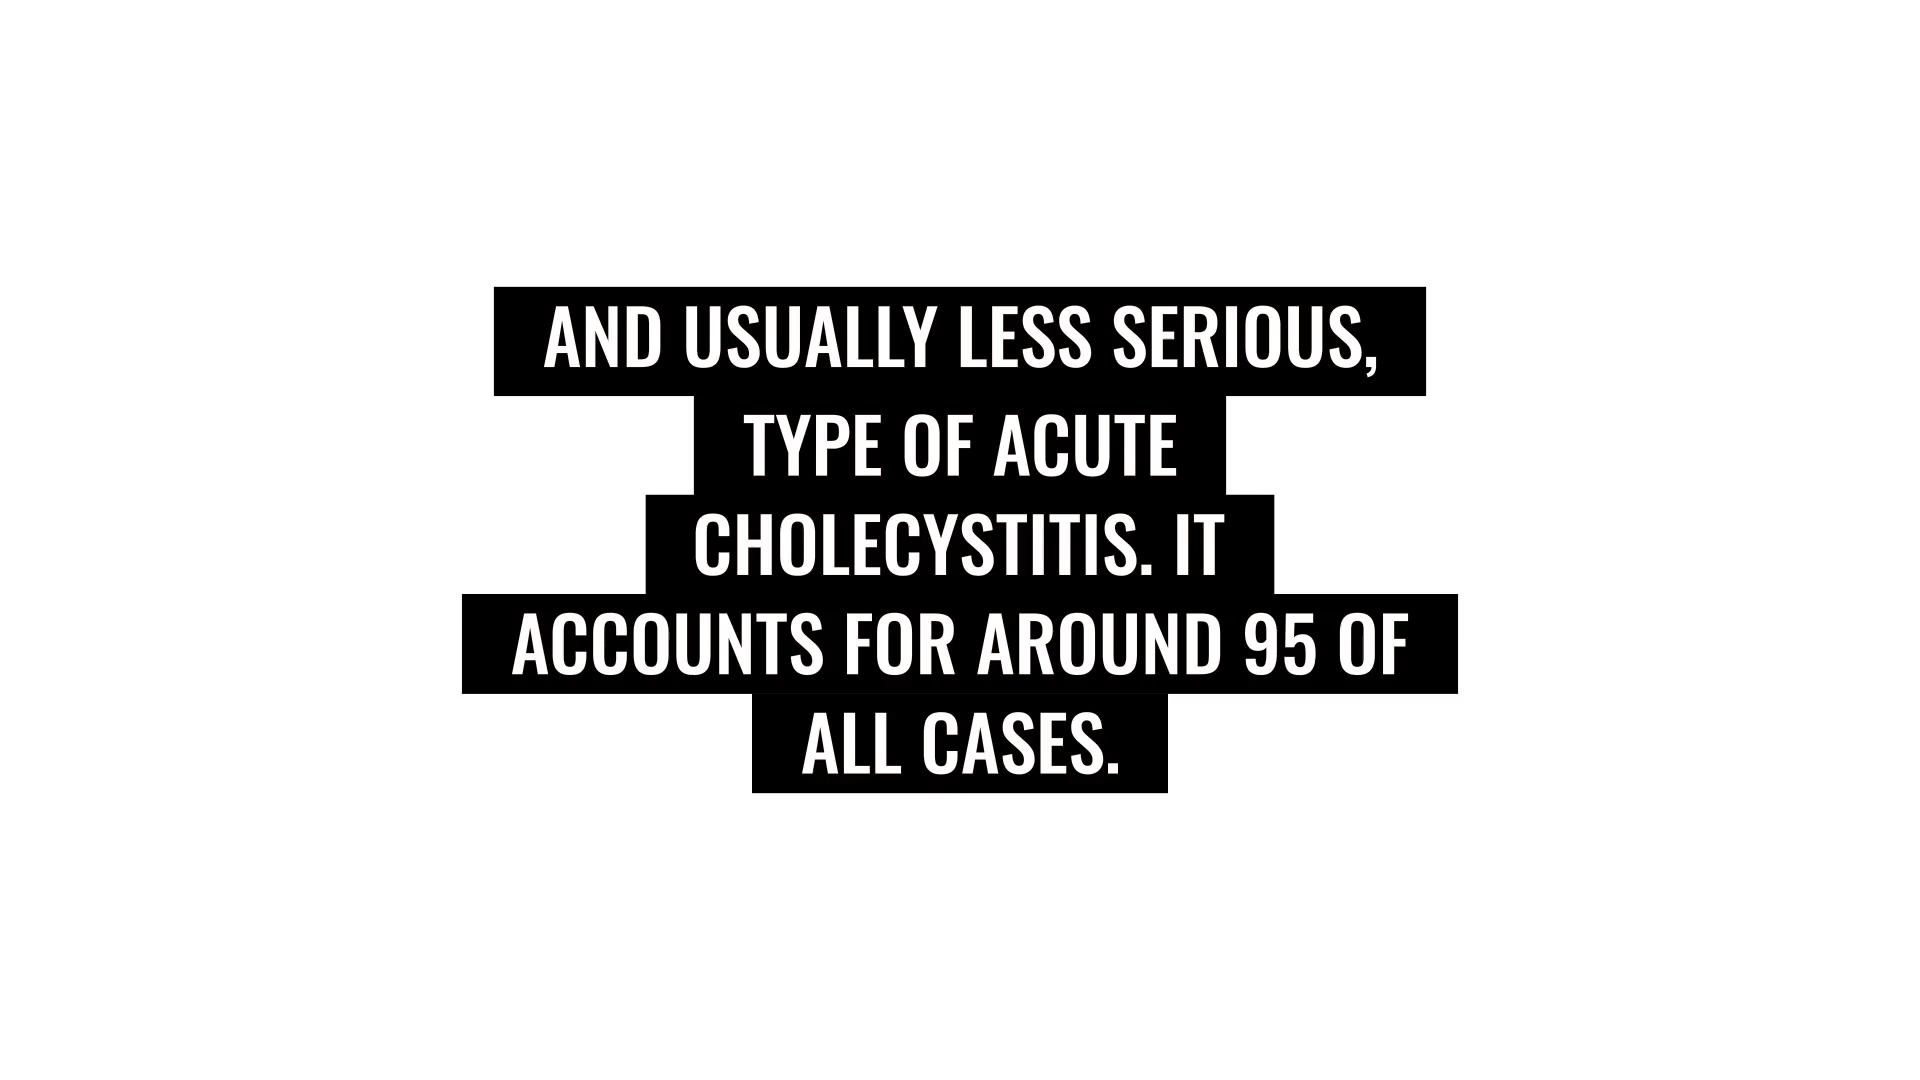 AND USUALLY LESS SERIOUS,
TYPE OF ACUTE
CHOLECYSTITIS. IT
ACCOUNTS FOR AROUND 95 OF
ALL CASES.